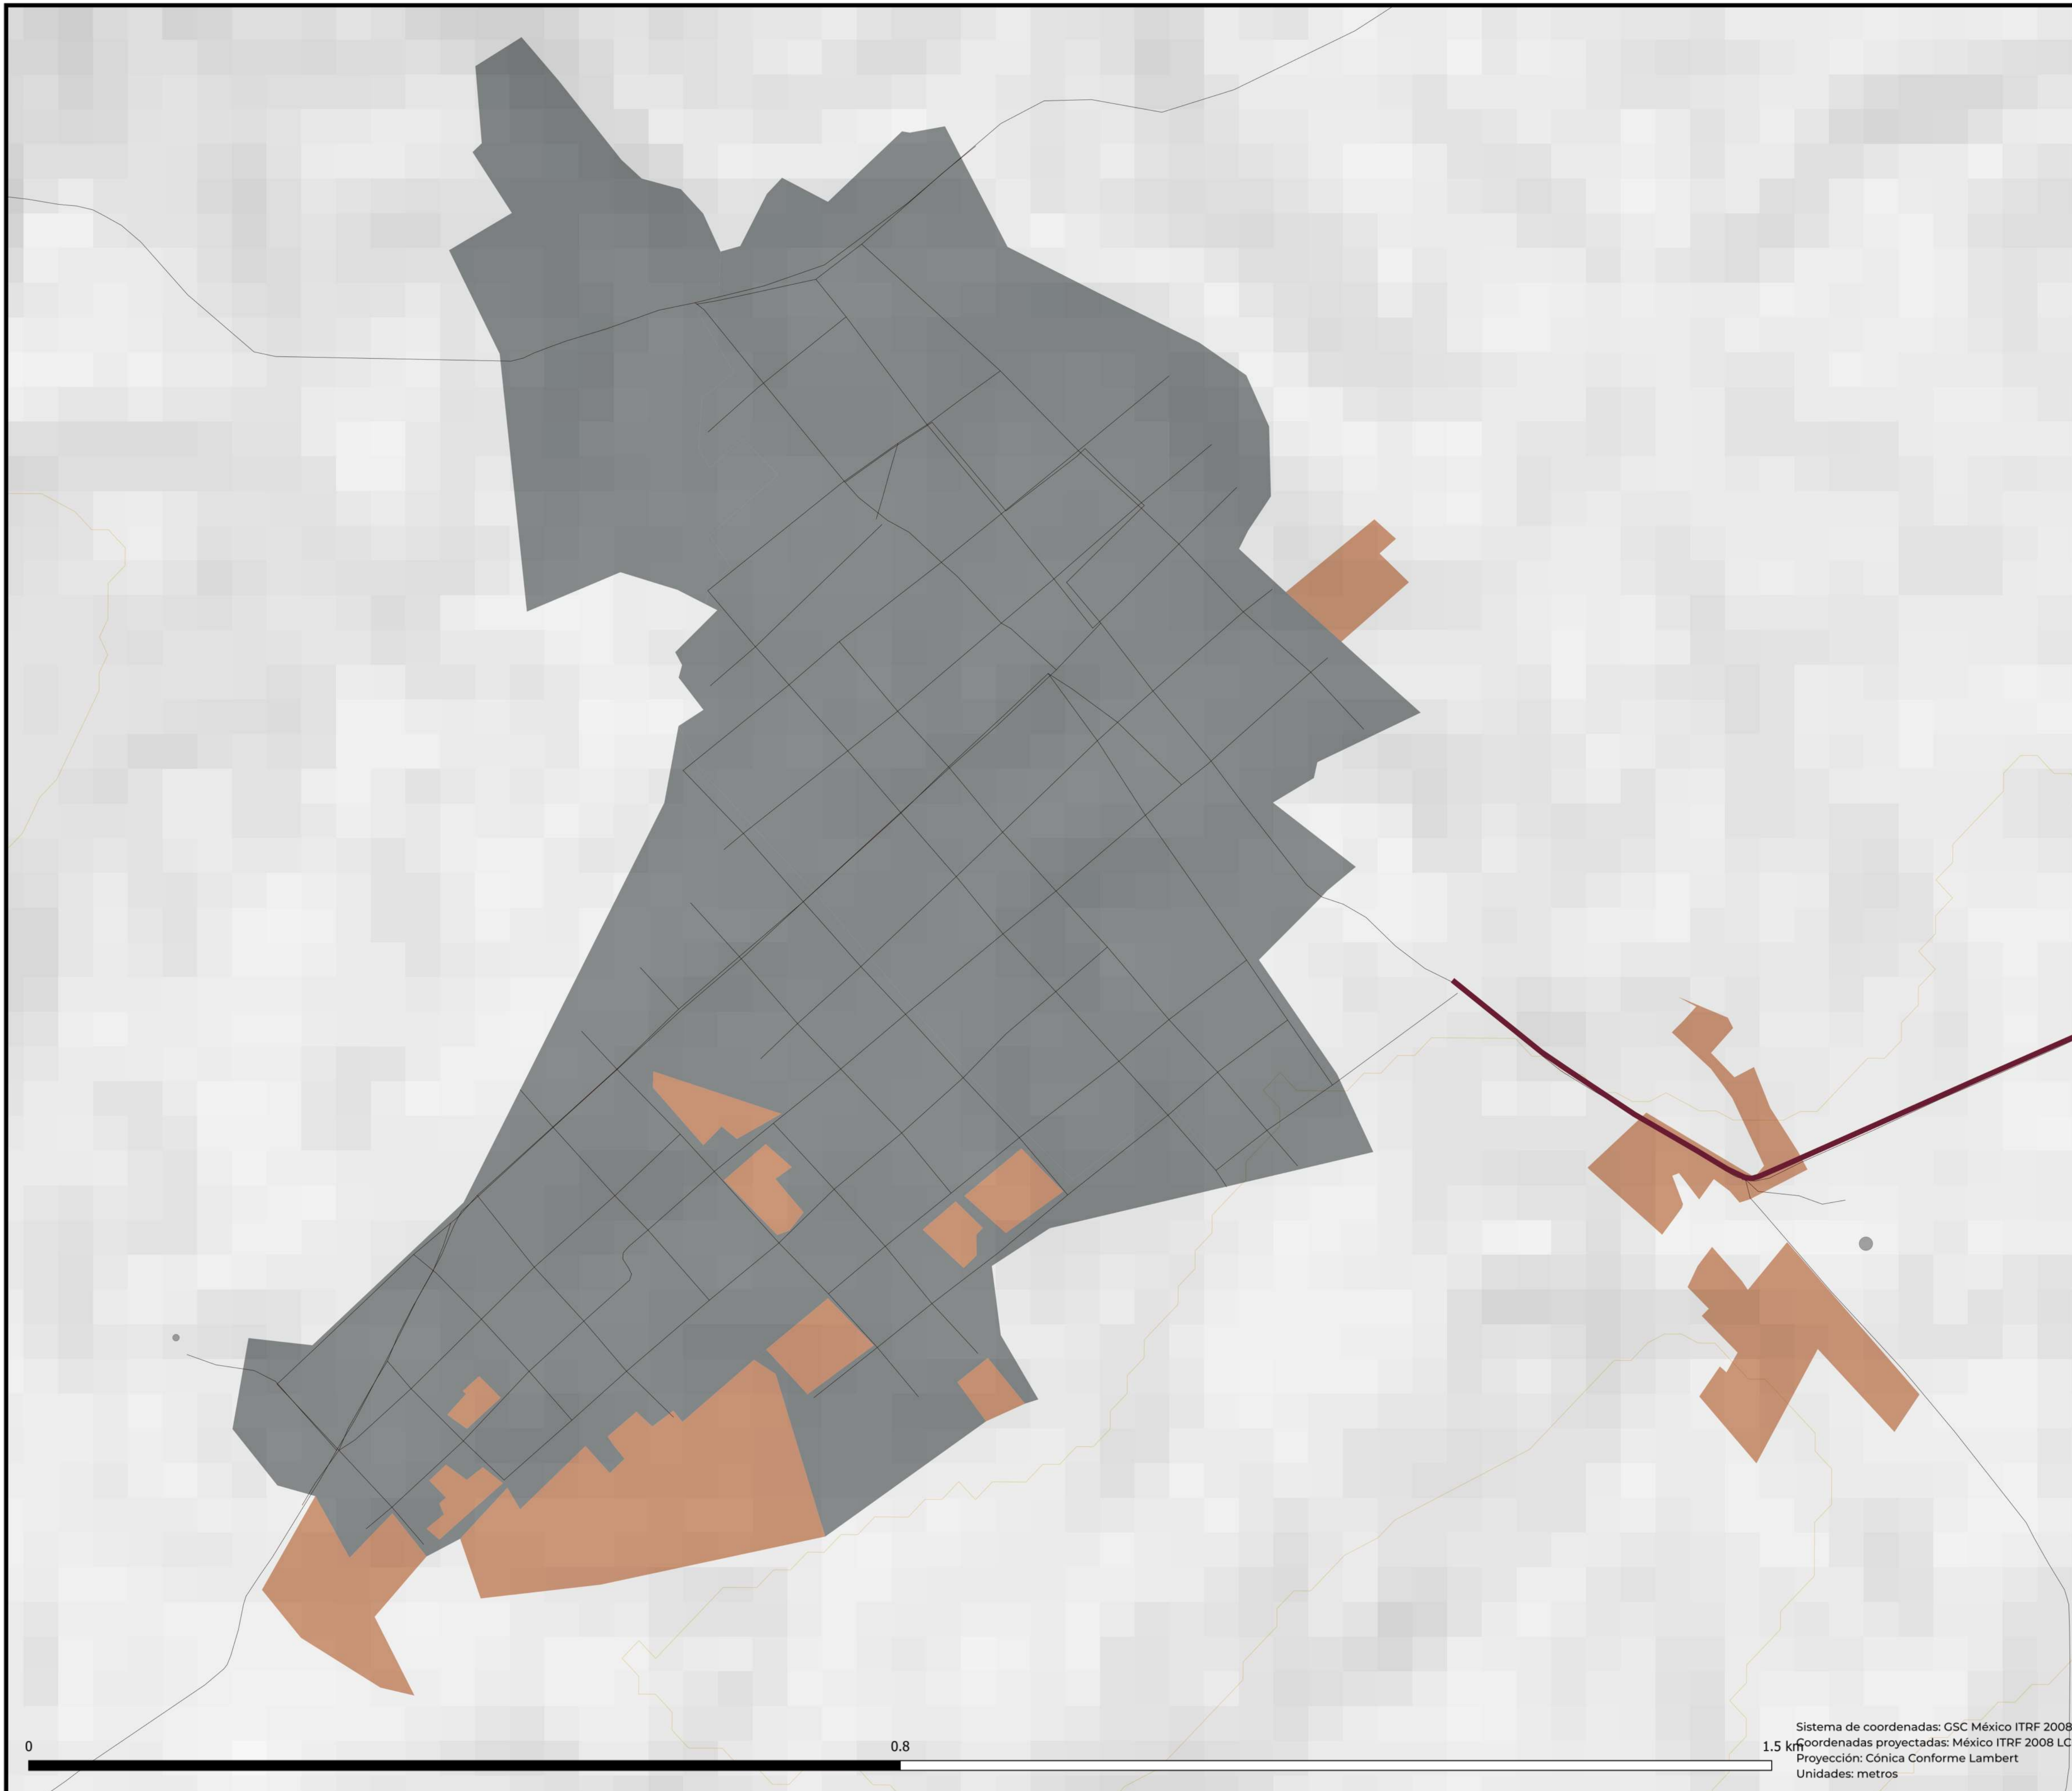 0 0.8 1.5 km
Sistema de coordenadas: GSC México ITRF 2008
Coordenadas proyectadas: México ITRF 2008 LC
Proyección: Cónica Conforme Lambert
Unidades: metros